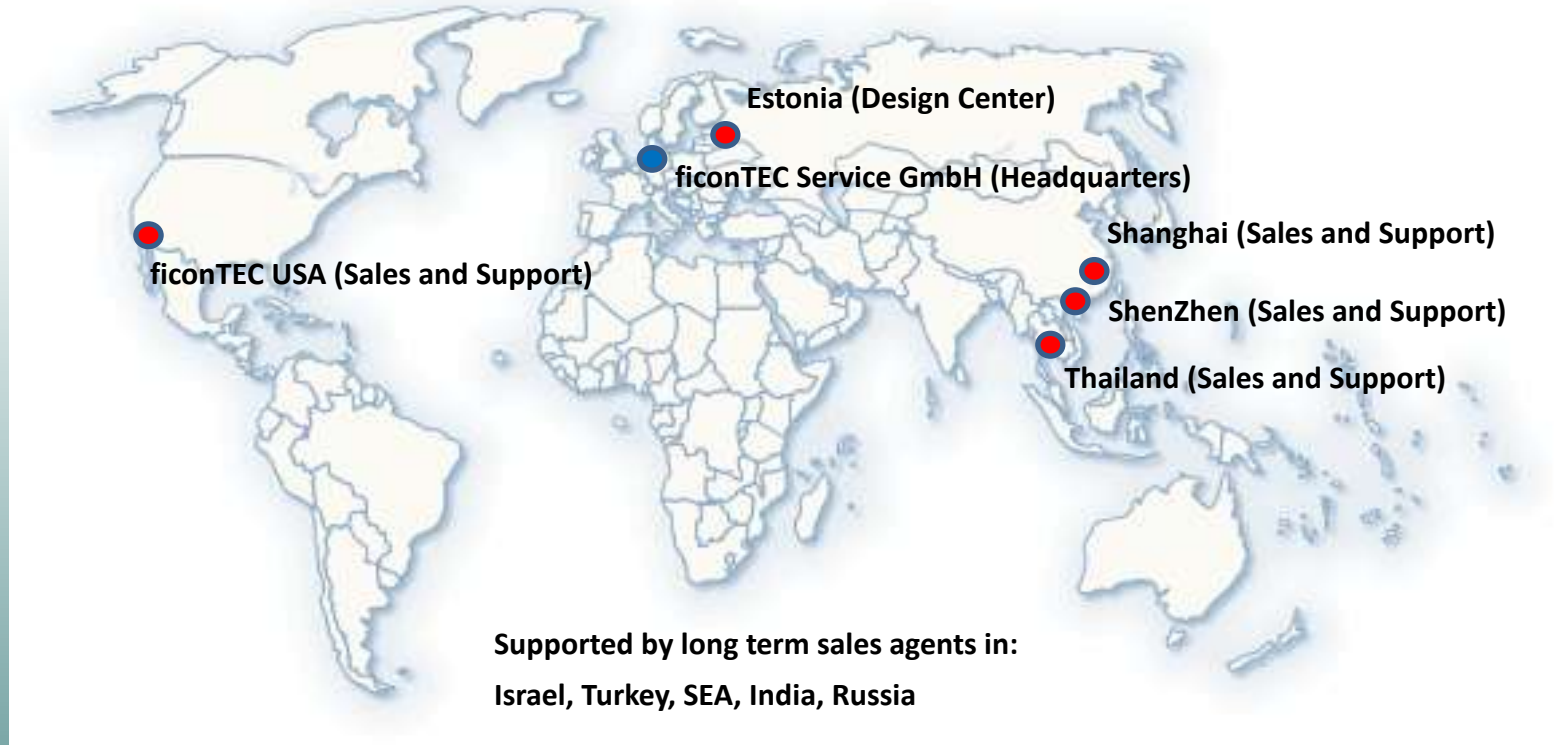 Estonia (Design Center)
ficonTEC Service GmbH (Headquarters)
Shanghai (Sales and Support)
ficonTEC USA (Sales and Support)
ShenZhen (Sales and Support)
Thailand (Sales and Support)
Supported by long term sales agents in:
Israel, Turkey, SEA, India, Russia